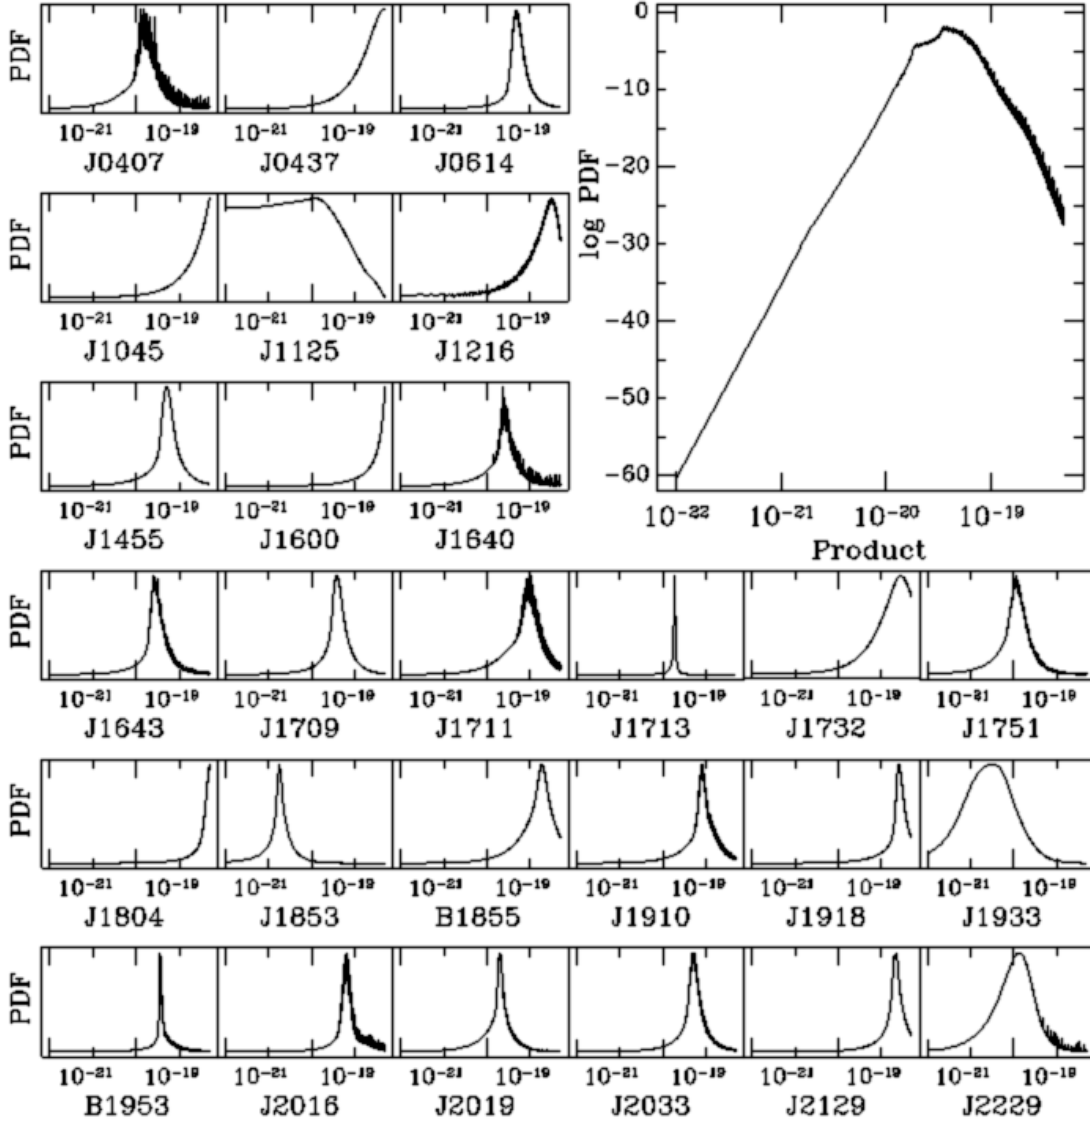 PDF 10⁻²¹ 10⁻¹⁹ 10⁻²¹ 10⁻¹⁹ 10⁻²¹ 10⁻¹⁹
J0407 J0437 J0614
PDF 10⁻²¹ 10⁻¹⁹ 10⁻²¹ 10⁻¹⁹ 10⁻²¹ 10⁻¹⁹
J1045 J1125 J1216
PDF 10⁻²¹ 10⁻¹⁹ 10⁻²¹ 10⁻¹⁹ 10⁻²¹ 10⁻¹⁹
J1455 J1600 J1640
log PDF
0
−10
−20
−30
−40
−50
−60
10⁻²² 10⁻²¹ 10⁻²⁰ 10⁻¹⁹
Product
PDF 10⁻²¹ 10⁻¹⁹ 10⁻²¹ 10⁻¹⁹ 10⁻²¹ 10⁻¹⁹ 10⁻²¹ 10⁻¹⁹ 10⁻²¹ 10⁻¹⁹ 10⁻²¹ 10⁻¹⁹
J1643 J1709 J1711 J1713 J1732 J1751
PDF 10⁻²¹ 10⁻¹⁹ 10⁻²¹ 10⁻¹⁹ 10⁻²¹ 10⁻¹⁹ 10⁻²¹ 10⁻¹⁹ 10⁻²¹ 10⁻¹⁹ 10⁻²¹ 10⁻¹⁹
J1804 J1853 B1855 J1910 J1918 J1933
PDF 10⁻²¹ 10⁻¹⁹ 10⁻²¹ 10⁻¹⁹ 10⁻²¹ 10⁻¹⁹ 10⁻²¹ 10⁻¹⁹ 10⁻²¹ 10⁻¹⁹ 10⁻²¹ 10⁻¹⁹
B1953 J2016 J2019 J2033 J2129 J2229